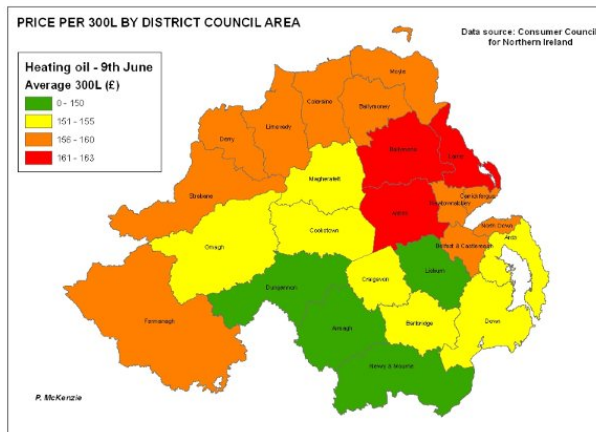 PRICE PER 300L BY DISTRICT COUNCIL AREA
Data source: Consumer Council
for Northern Ireland
Heating oil - 9th June
Average 300L (£)
0 - 150
151 - 155
156 - 160
161 - 163
Moyle
Coleraine
Ballymoney
Limavady
Derry
Ballymena
Larne
Magherafelt
Strabane
Carrickfergus
Newtownabbey
Antrim
Cookstown
North Down
Ards
Omagh
Belfast & Castlereagh
Lisburn
Craigavon
Dungannon
Fermanagh
Down
Banbridge
Armagh
Newry & Mourne
P. McKenzie